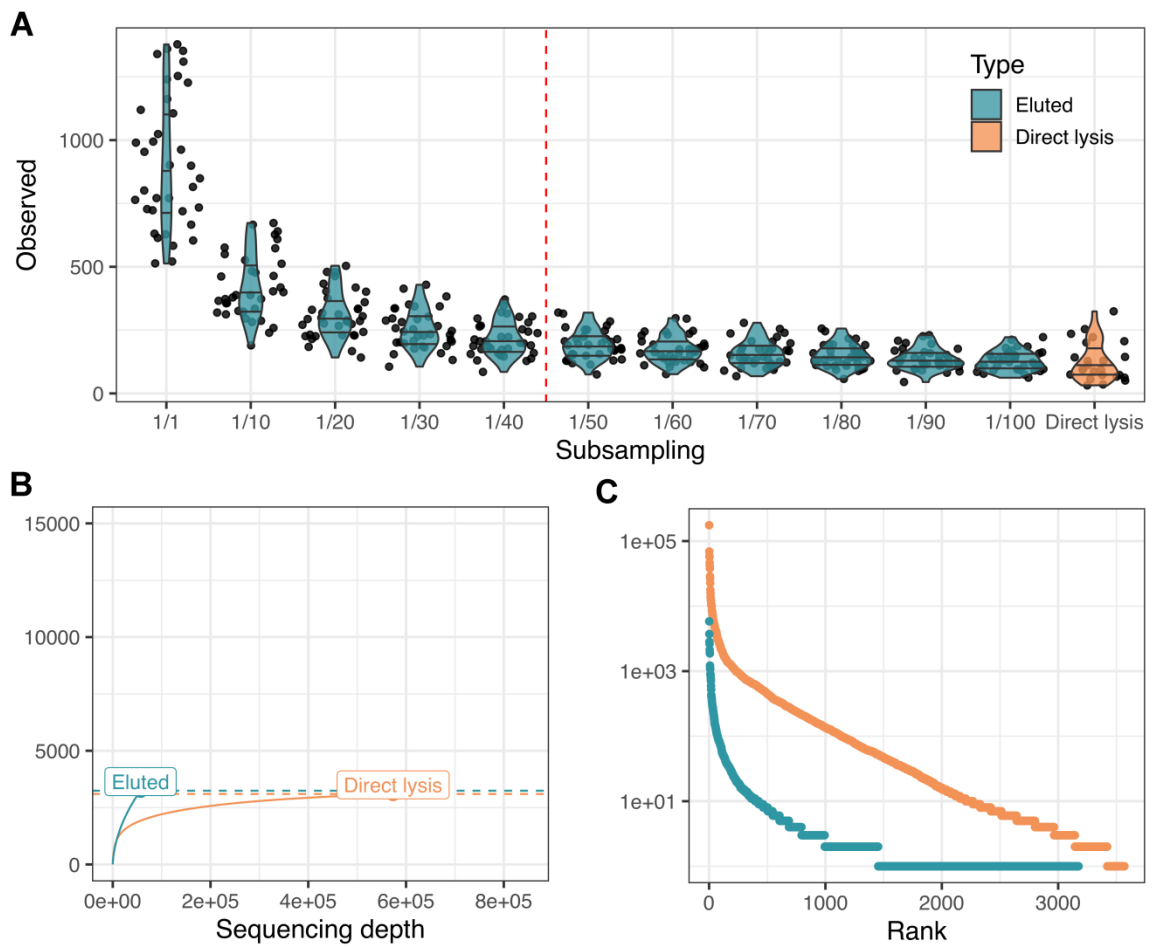 A
Observed
1000
500
0
Type
Eluted
Direct lysis
1/1 1/10 1/20 1/30 1/40 1/50 1/60 1/70 1/80 1/90 1/100 Direct lysis
Subsampling
B
15000
10000
5000
0
Eluted
Direct lysis
0e+00 2e+05 4e+05 6e+05 8e+05
Sequencing depth
C
1e+05
1e+03
1e+01
0 1000 2000 3000
Rank